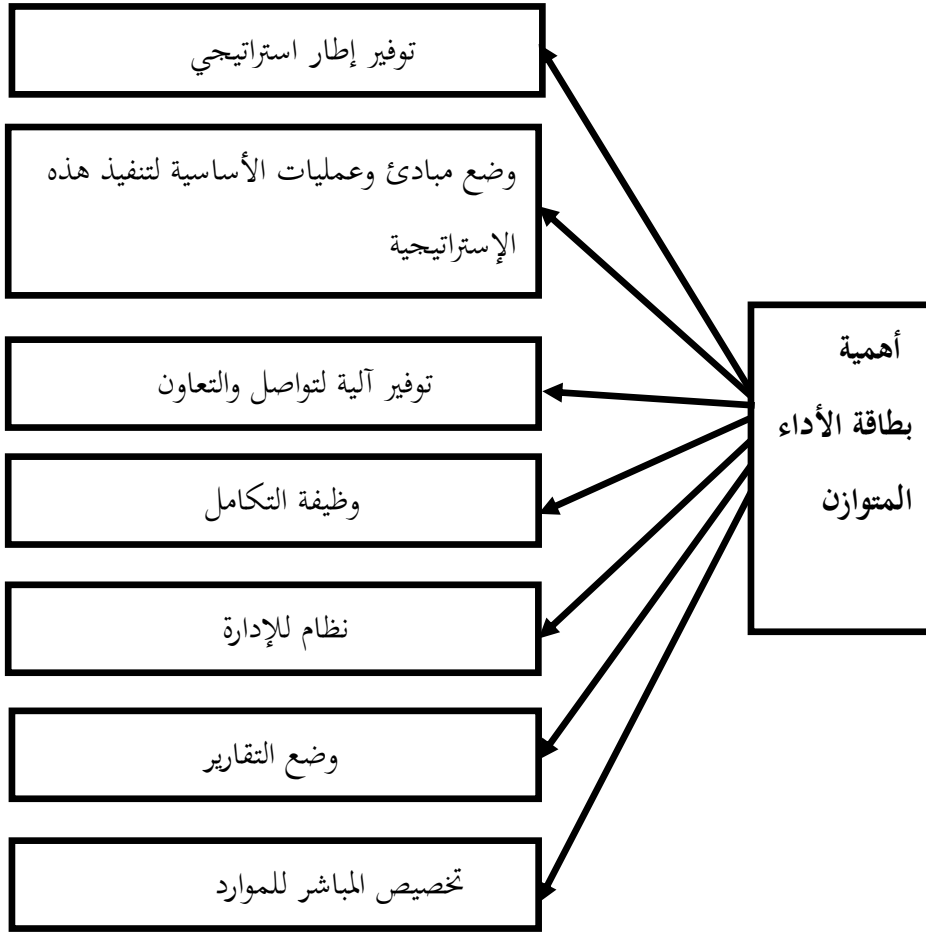 توفير إطار استراتيجي
وضع مبادئ وعمليات الأساسية لتنفيذ هذه
الإستراتيجية
أهمية
بطاقة الأداء
المتوازن
توفير آلية لتواصل والتعاون
وظيفة التكامل
نظام للإدارة
وضع التقارير
تخصيص المباشر للموارد